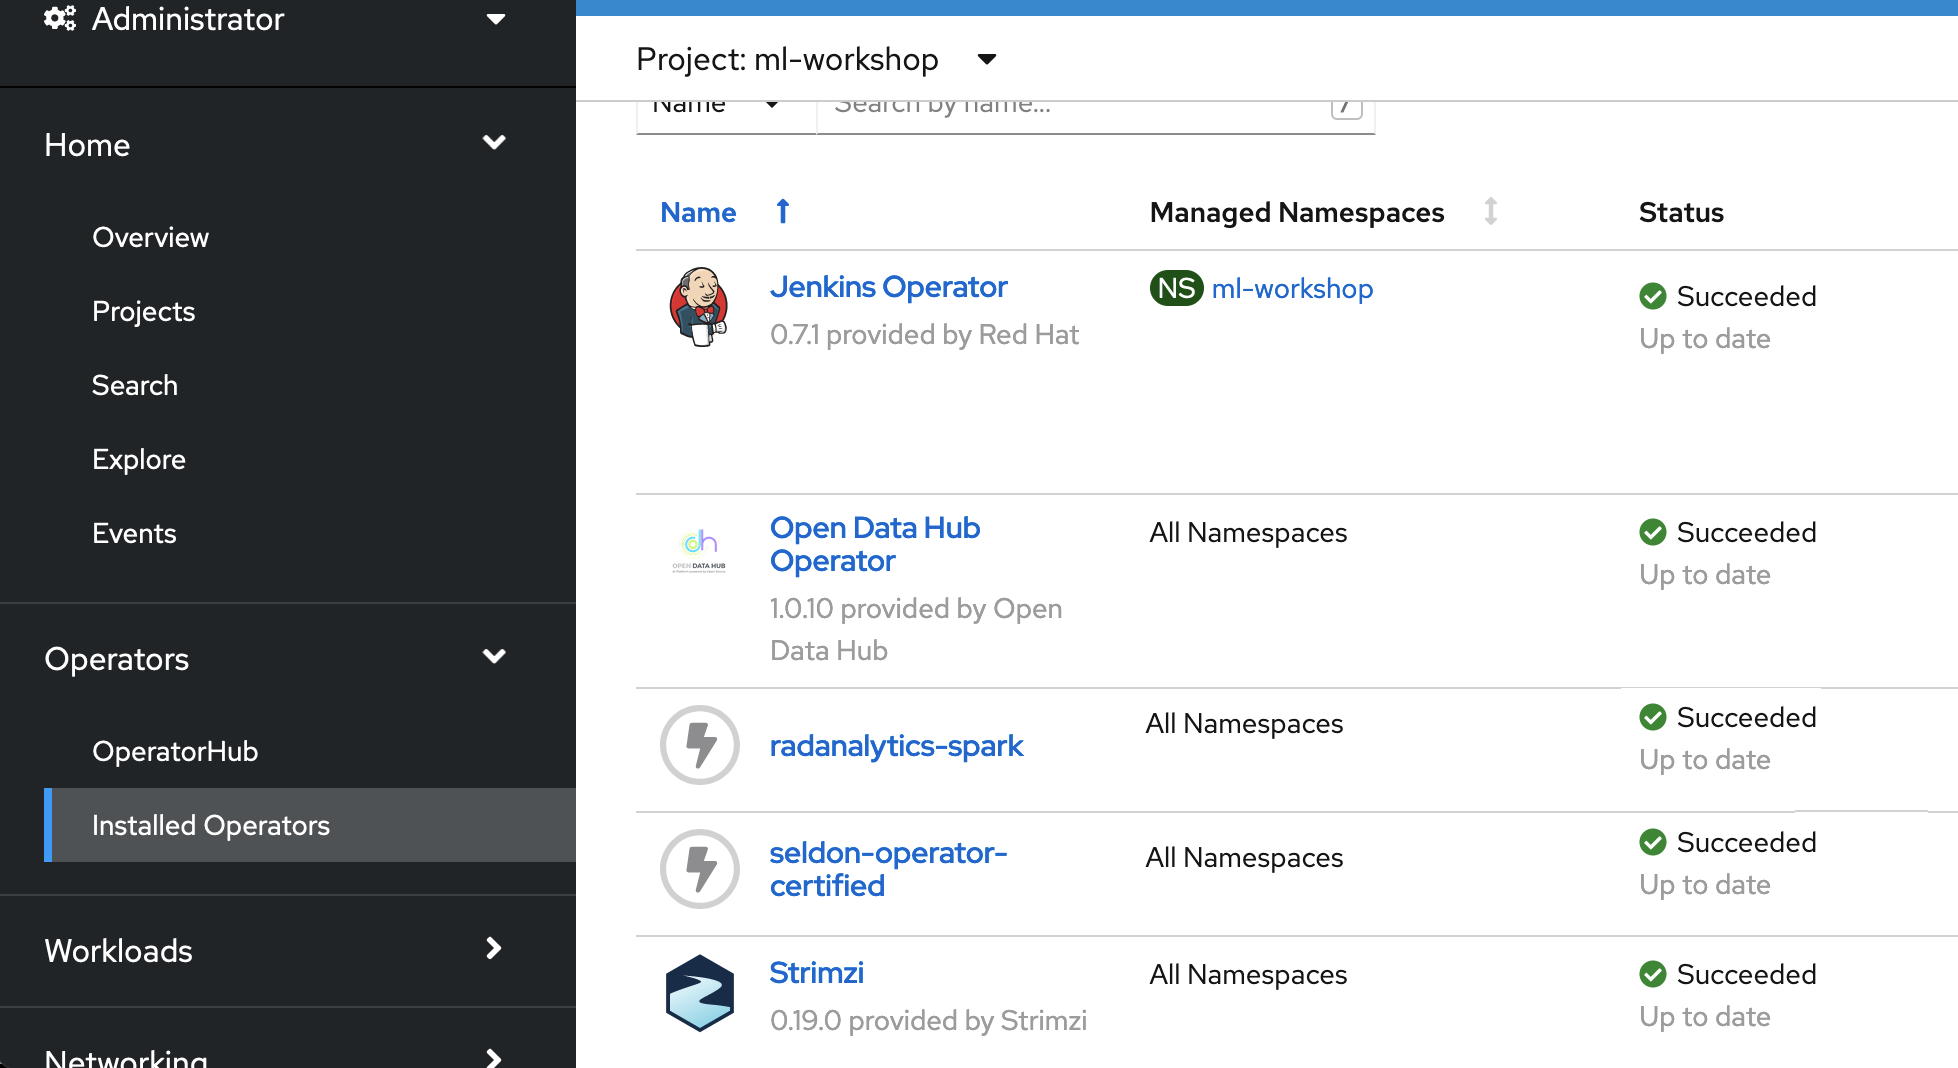 Administrator
Project: ml-workshop
Name Search by name... /
Home
Overview
Projects
Search
Explore
Events
Operators
OperatorHub
Installed Operators
Workloads
Networking
Name Managed Namespaces Status
Jenkins Operator NS ml-workshop Succeeded
0.7.1 provided by Red Hat Up to date
Open Data Hub All Namespaces Succeeded
Operator Up to date
1.0.10 provided by Open
Data Hub
OPEN DATA HUB
radanalytics-spark All Namespaces Succeeded
Up to date
seldon-operator- All Namespaces Succeeded
certified Up to date
Strimzi All Namespaces Succeeded
0.19.0 provided by Strimzi Up to date